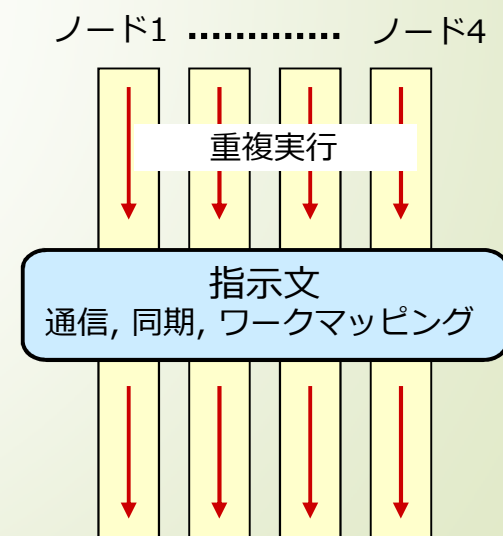 ノード1 ............. ノード4
重複実行
指示文
通信, 同期, ワークマッピング